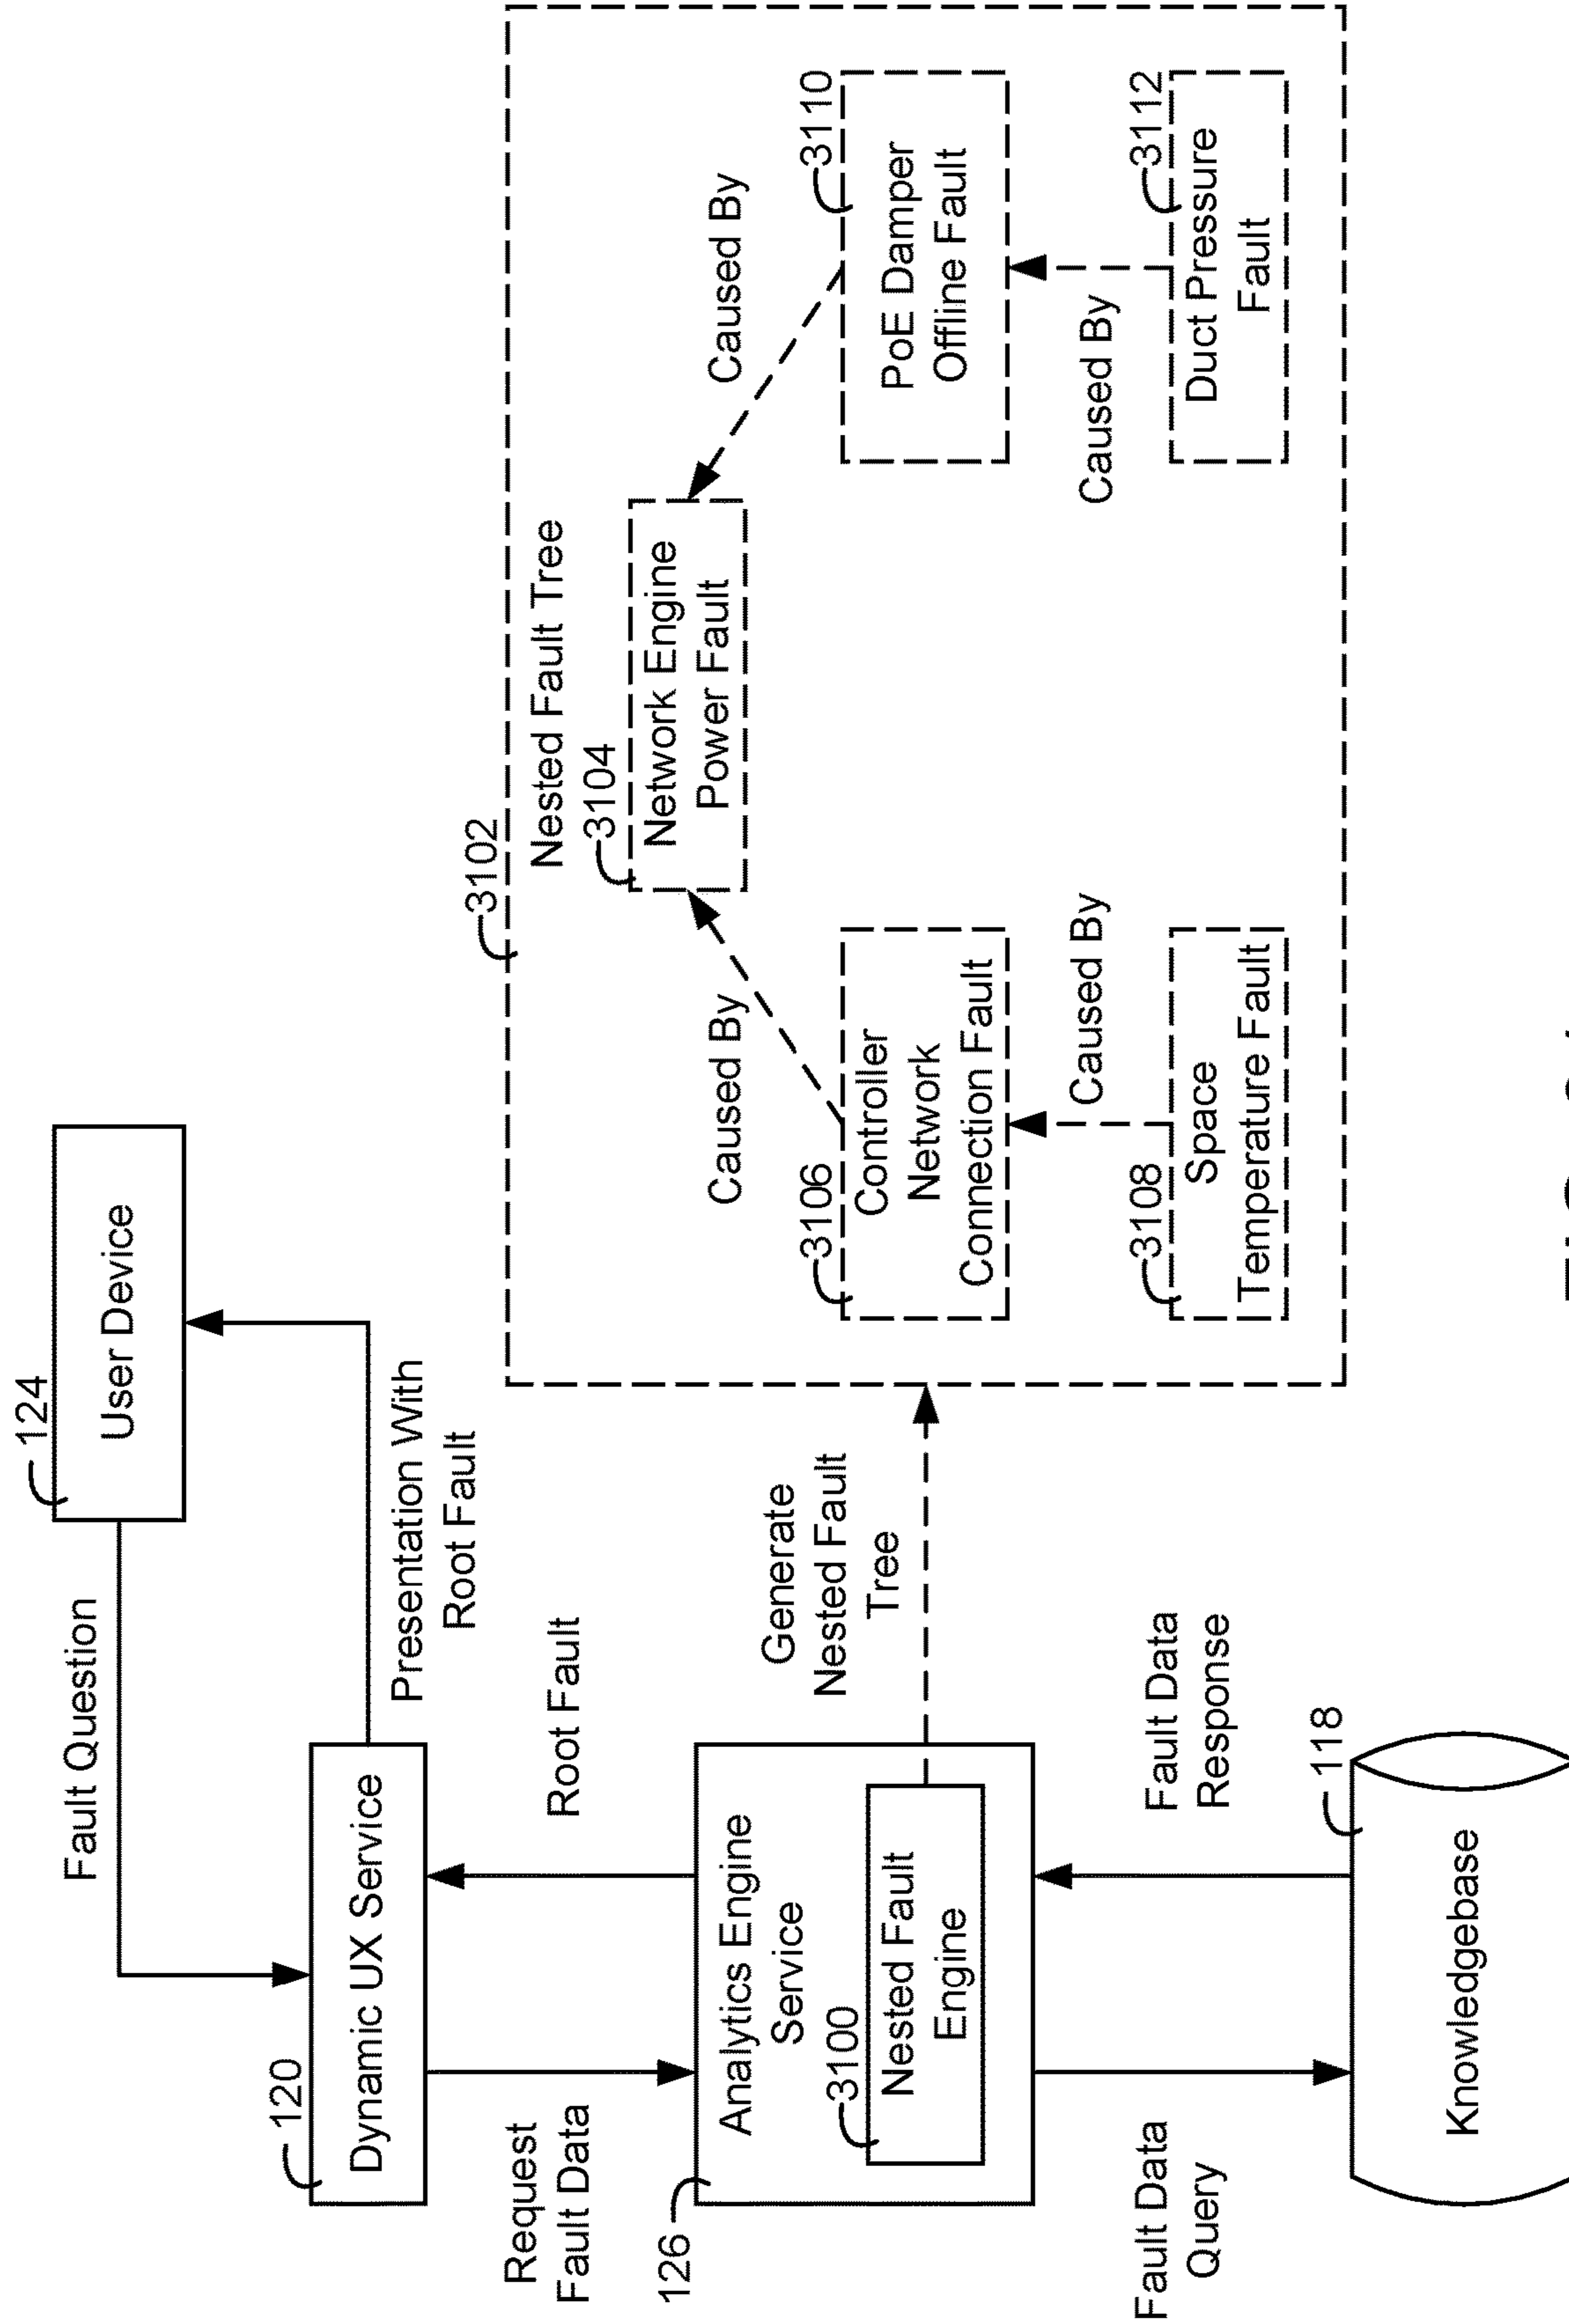 124
User Device
Fault Question
Presentation With
Root Fault
120
Dynamic UX Service
Request
Fault Data
Root Fault
126
Analytics Engine
Service
3100
Nested Fault
Engine
Generate
Nested Fault
Tree
Fault Data
Query
Fault Data
Response
118
Knowledgebase
3102
Nested Fault Tree
3104
Network Engine
Power Fault
Caused By
Caused By
3106
Controller
Network
Connection Fault
3110
PoE Damper
Offline Fault
Caused By
Caused By
3108
Space
Temperature Fault
3112
Duct Pressure
Fault